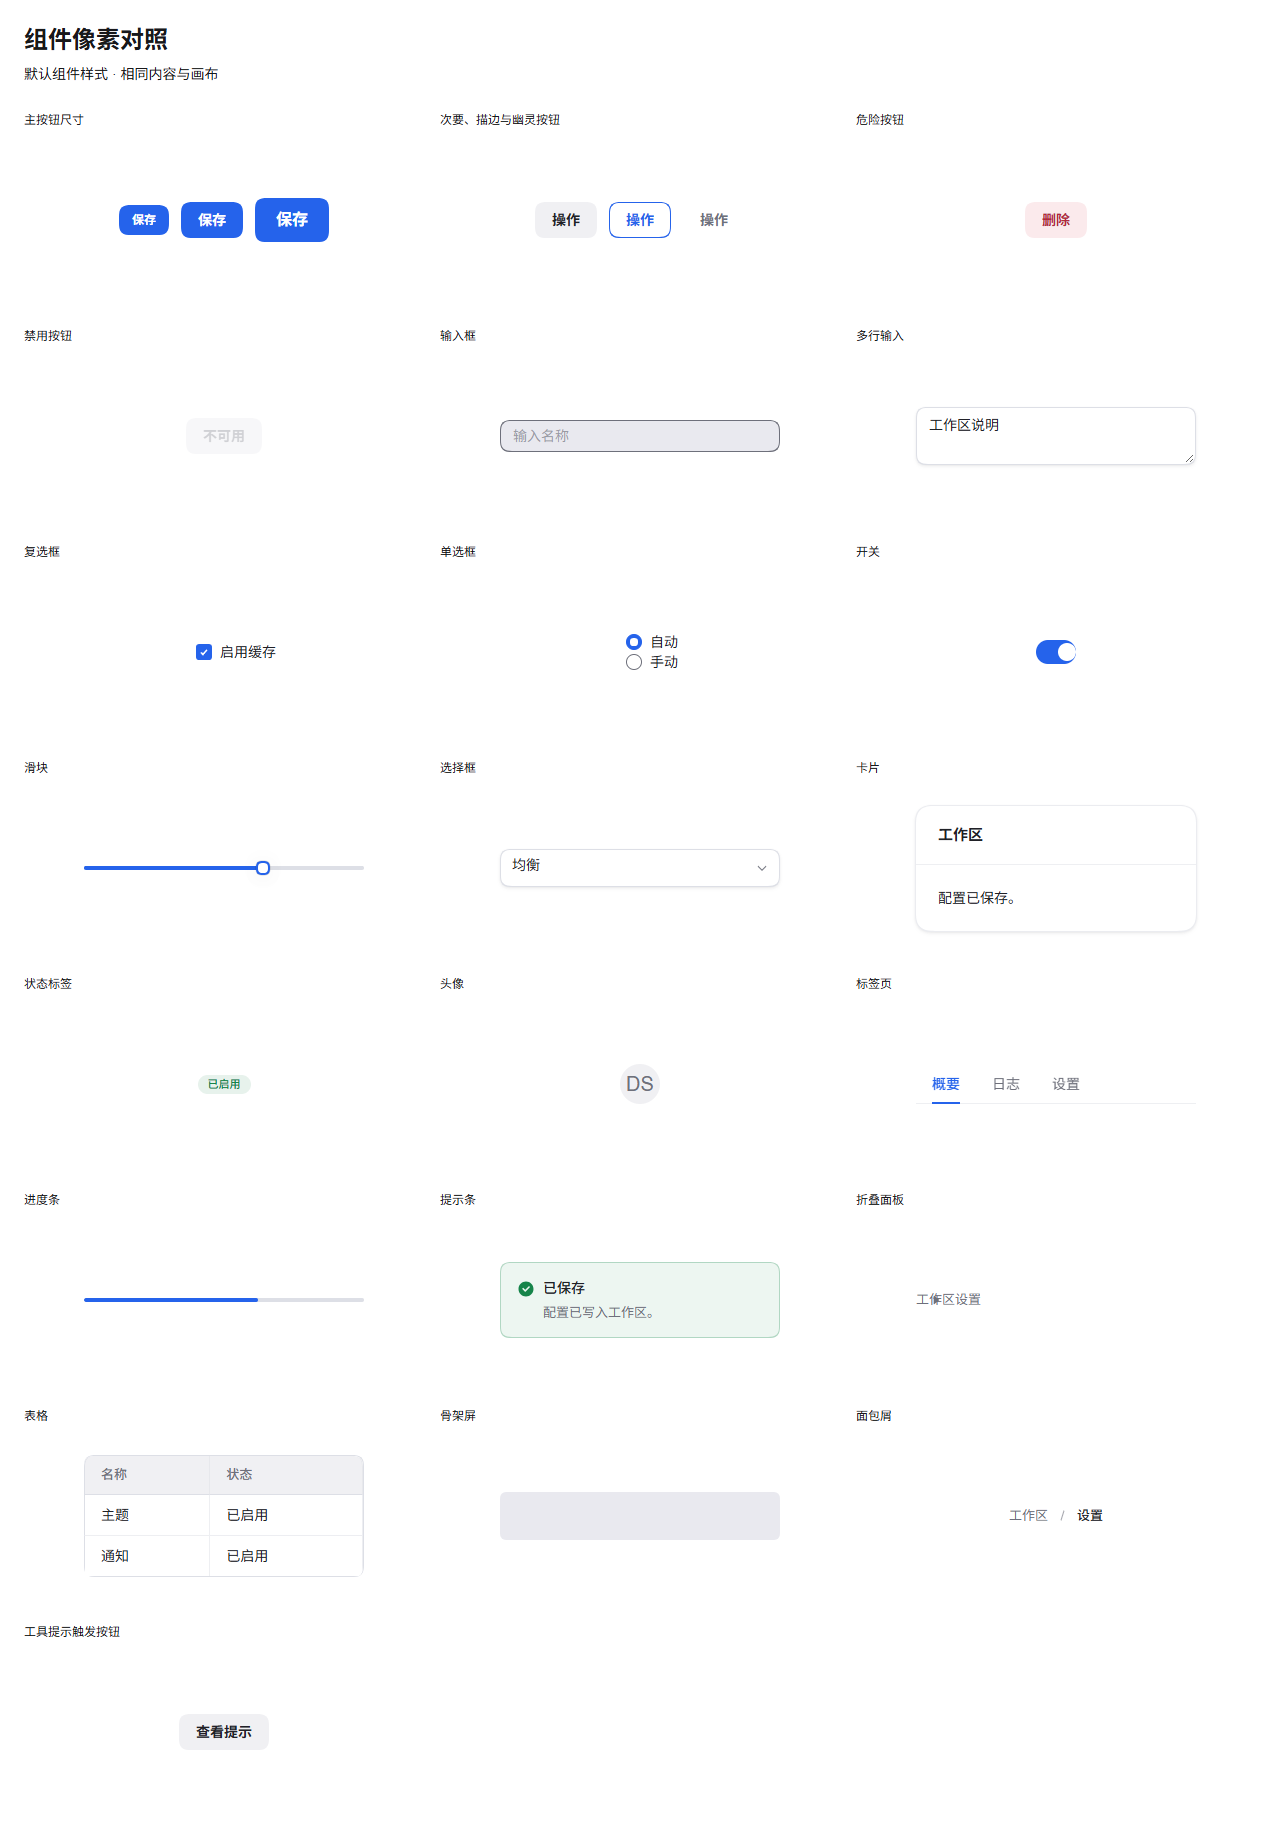 组件像素对照
默认组件样式 · 相同内容与画布
主按钮尺寸
次要、描边与幽灵按钮
危险按钮
保存
保存
保存
操作
操作
操作
删除
禁用按钮
输入框
多行输入
不可用
输入名称
工作区说明
复选框
单选框
开关
启用缓存
自动
手动
滑块
选择框
卡片
均衡
工作区
配置已保存。
状态标签
头像
标签页
已启用
DS
概要
日志
设置
进度条
提示条
折叠面板
已保存
配置已写入工作区。
工作区设置
表格
骨架屏
面包屑
名称
状态
主题
已启用
通知
已启用
工作区 / 设置
工具提示触发按钮
查看提示